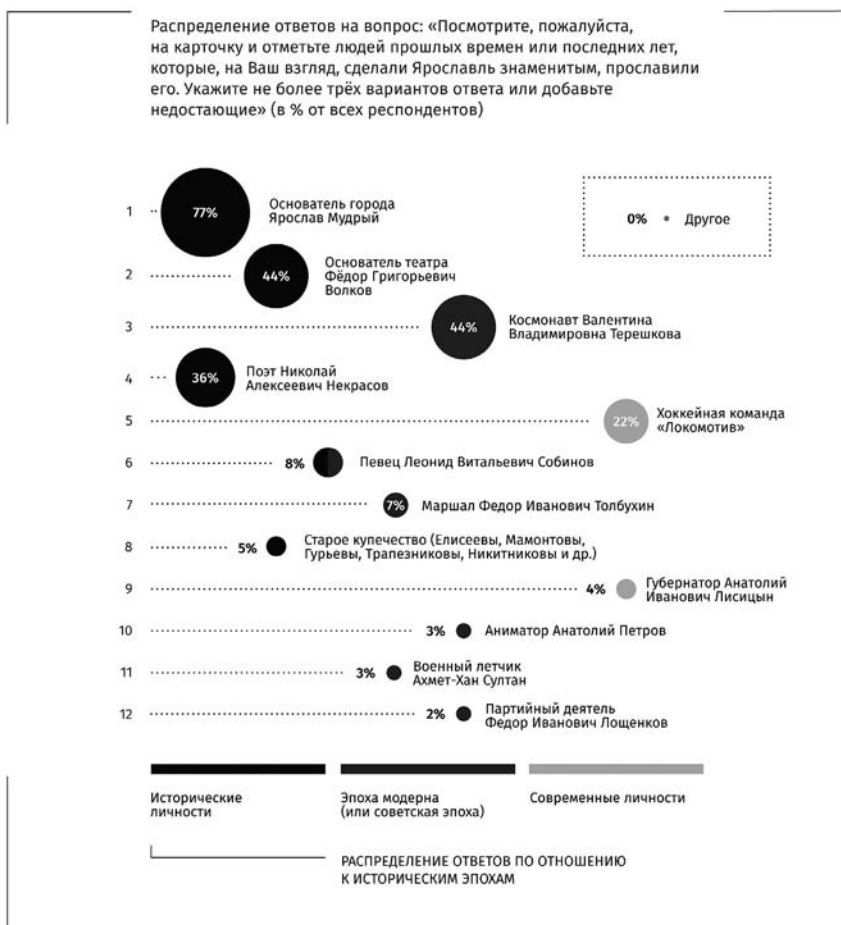 Распределение ответов на вопрос: «Посмотрите, пожалуйста,
на карточку и отметьте людей прошлых времен или последних лет,
которые, на Ваш взгляд, сделали Ярославль знаменитым, прославили
его. Укажите не более трёх вариантов ответа или добавьте
недостающие» (в % от всех респондентов)
0% Другое
1 77% Основатель города
Ярослав Мудрый
2 44% Основатель театра
Фёдор Григорьевич
Волков
3 44% Космонавт Валентина
Владимировна Терешкова
4 36% Поэт Николай
Алексеевич Некрасов
5 22% Хоккейная команда
«Локомотив»
6 8% Певец Леонид Витальевич Собинов
7 7% Маршал Федор Иванович Толбухин
8 5% Старое купечество (Елисеевы, Мамонтовы,
Гурьевы, Трапезниковы, Никитниковы и др.)
9 4% Губернатор Анатолий
Иванович Лисицын
10 3% Аниматор Анатолий Петров
11 3% Военный летчик
Ахмет-Хан Султан
12 2% Партийный деятель
Федор Иванович Лощенков
Исторические
личности
Эпоха модерна
(или советская эпоха)
Современные личности
РАСПРЕДЕЛЕНИЕ ОТВЕТОВ ПО ОТНОШЕНИЮ
К ИСТОРИЧЕСКИМ ЭПОХАМ